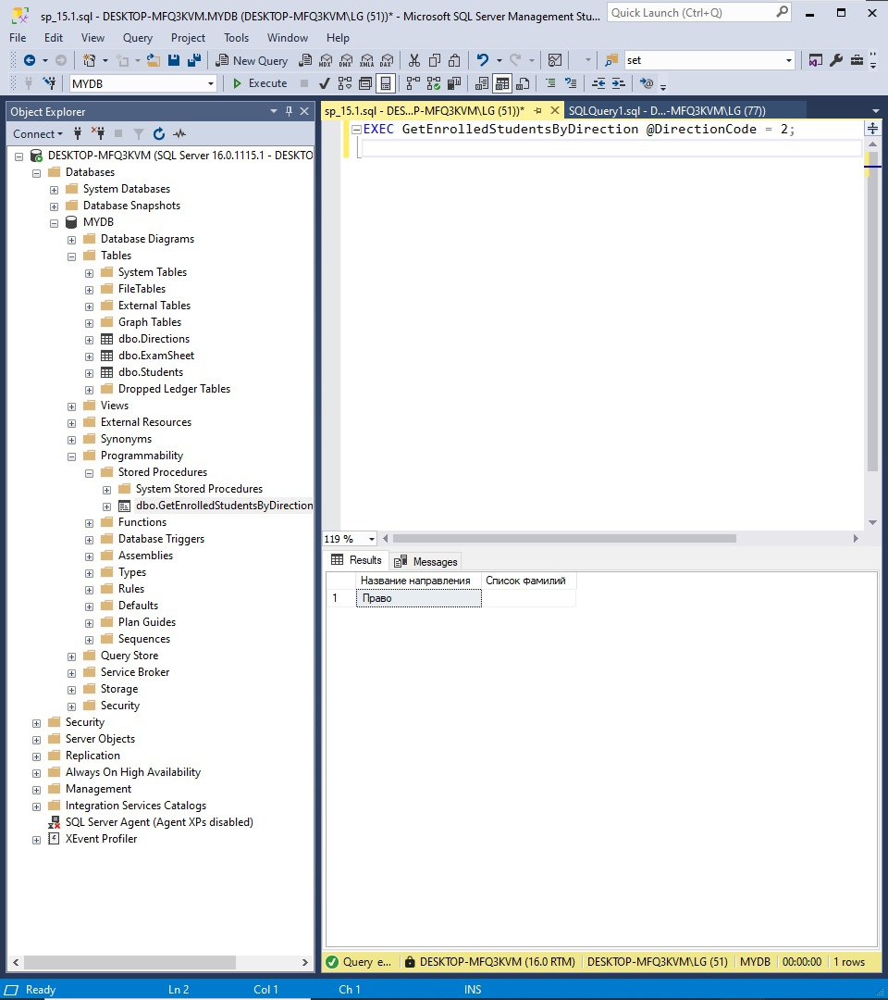 sp_15.1.sql - DESKTOP-MFQ3KVM.MYDB (DESKTOP-MFQ3KVM\LG (51))* - Microsoft SQL Server Management Stu...
Quick Launch (Ctrl+Q)
File Edit View Query Project Tools Window Help
New Query
MDX DMX XMLA DAX
set
MYDB
Execute
Object Explorer
Connect
DESKTOP-MFQ3KVM (SQL Server 16.0.1115.1 - DESKTO
Databases
System Databases
Database Snapshots
MYDB
Database Diagrams
Tables
System Tables
FileTables
External Tables
Graph Tables
dbo.Directions
dbo.ExamSheet
dbo.Students
Dropped Ledger Tables
Views
External Resources
Synonyms
Programmability
Stored Procedures
System Stored Procedures
dbo.GetEnrolledStudentsByDirection
Functions
Database Triggers
Assemblies
Types
Rules
Defaults
Plan Guides
Sequences
Query Store
Service Broker
Storage
Security
Security
Server Objects
Replication
Always On High Availability
Management
Integration Services Catalogs
SQL Server Agent (Agent XPs disabled)
XEvent Profiler
sp_15.1.sql - DES...P-MFQ3KVM\LG (51))*
SQLQuery1.sql - D...-MFQ3KVM\LG (77))
EXEC GetEnrolledStudentsByDirection @DirectionCode = 2;
119 %
Results
Messages
Название направления Список фамилий
1 Право
Query e... DESKTOP-MFQ3KVM (16.0 RTM) DESKTOP-MFQ3KVM\LG (51) MYDB 00:00:00 1 rows
Ready Ln 2 Col 1 Ch 1 INS